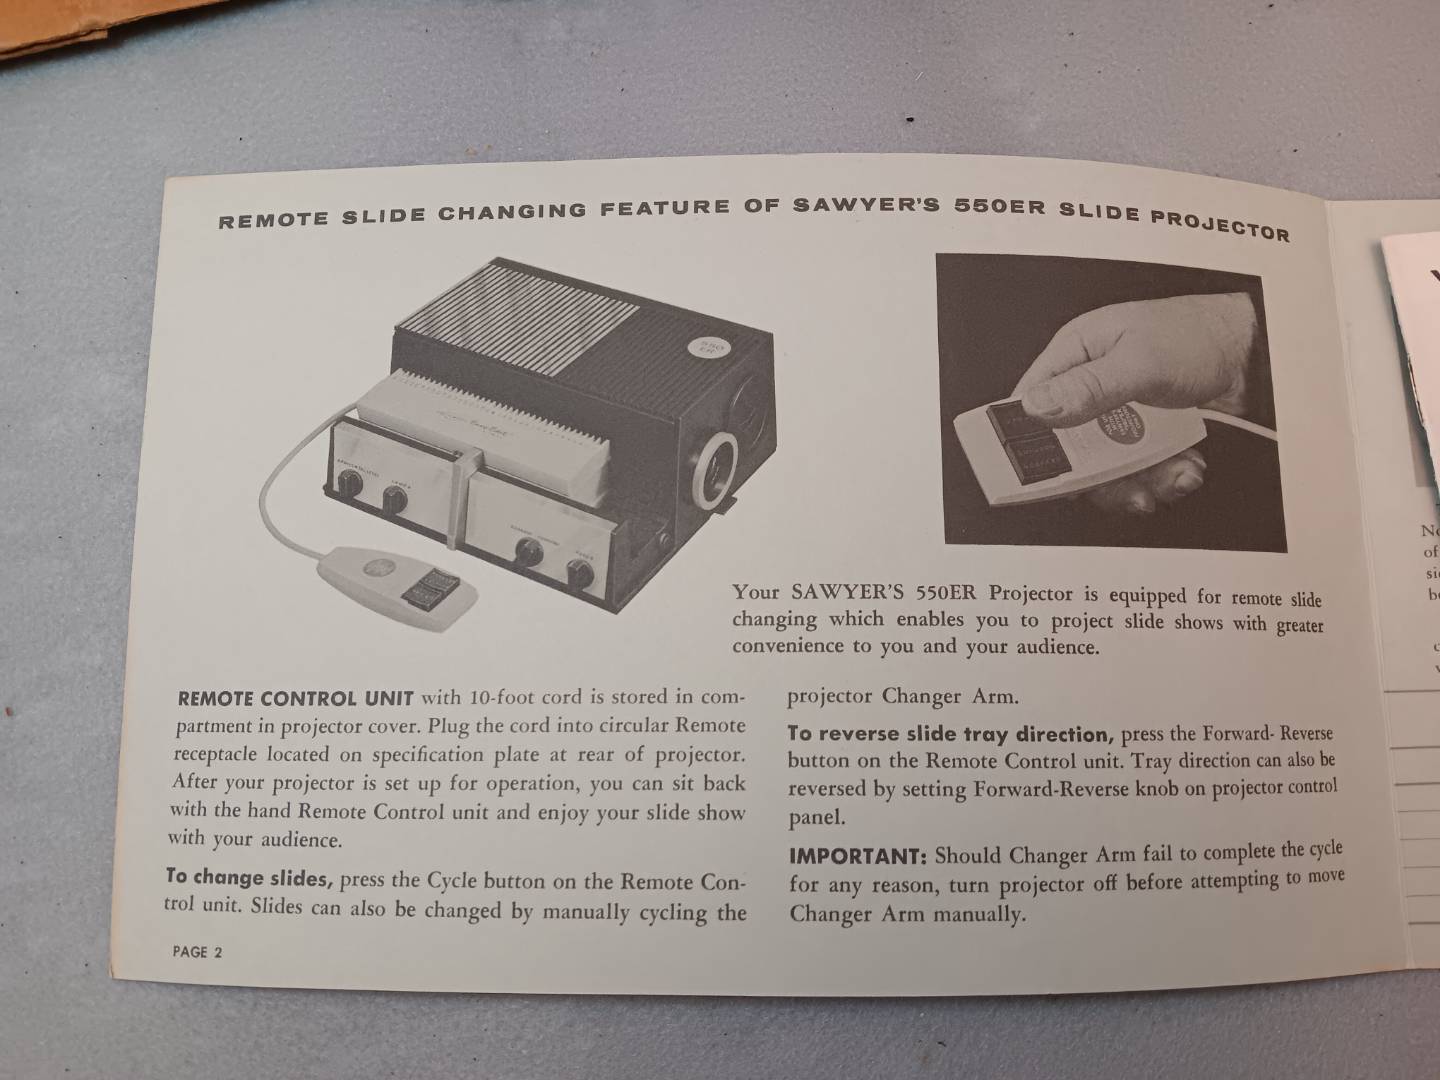 REMOTE SLIDE CHANGING FEATURE OF SAWYER'S 550ER SLIDE PROJECTOR
550
ER
Your SAWYER'S 550ER Projector is equipped for remote slide
changing which enables you to project slide shows with greater
convenience to you and your audience.
REMOTE CONTROL UNIT with 10-foot cord is stored in com-
partment in projector cover. Plug the cord into circular Remote
receptacle located on specification plate at rear of projector.
After your projector is set up for operation, you can sit back
with the hand Remote Control unit and enjoy your slide show
with your audience.
To change slides, press the Cycle button on the Remote Con-
trol unit. Slides can also be changed by manually cycling the
projector Changer Arm.
To reverse slide tray direction, press the Forward- Reverse
button on the Remote Control unit. Tray direction can also be
reversed by setting Forward-Reverse knob on projector control
panel.
IMPORTANT: Should Changer Arm fail to complete the cycle
for any reason, turn projector off before attempting to move
Changer Arm manually.
PAGE 2
of